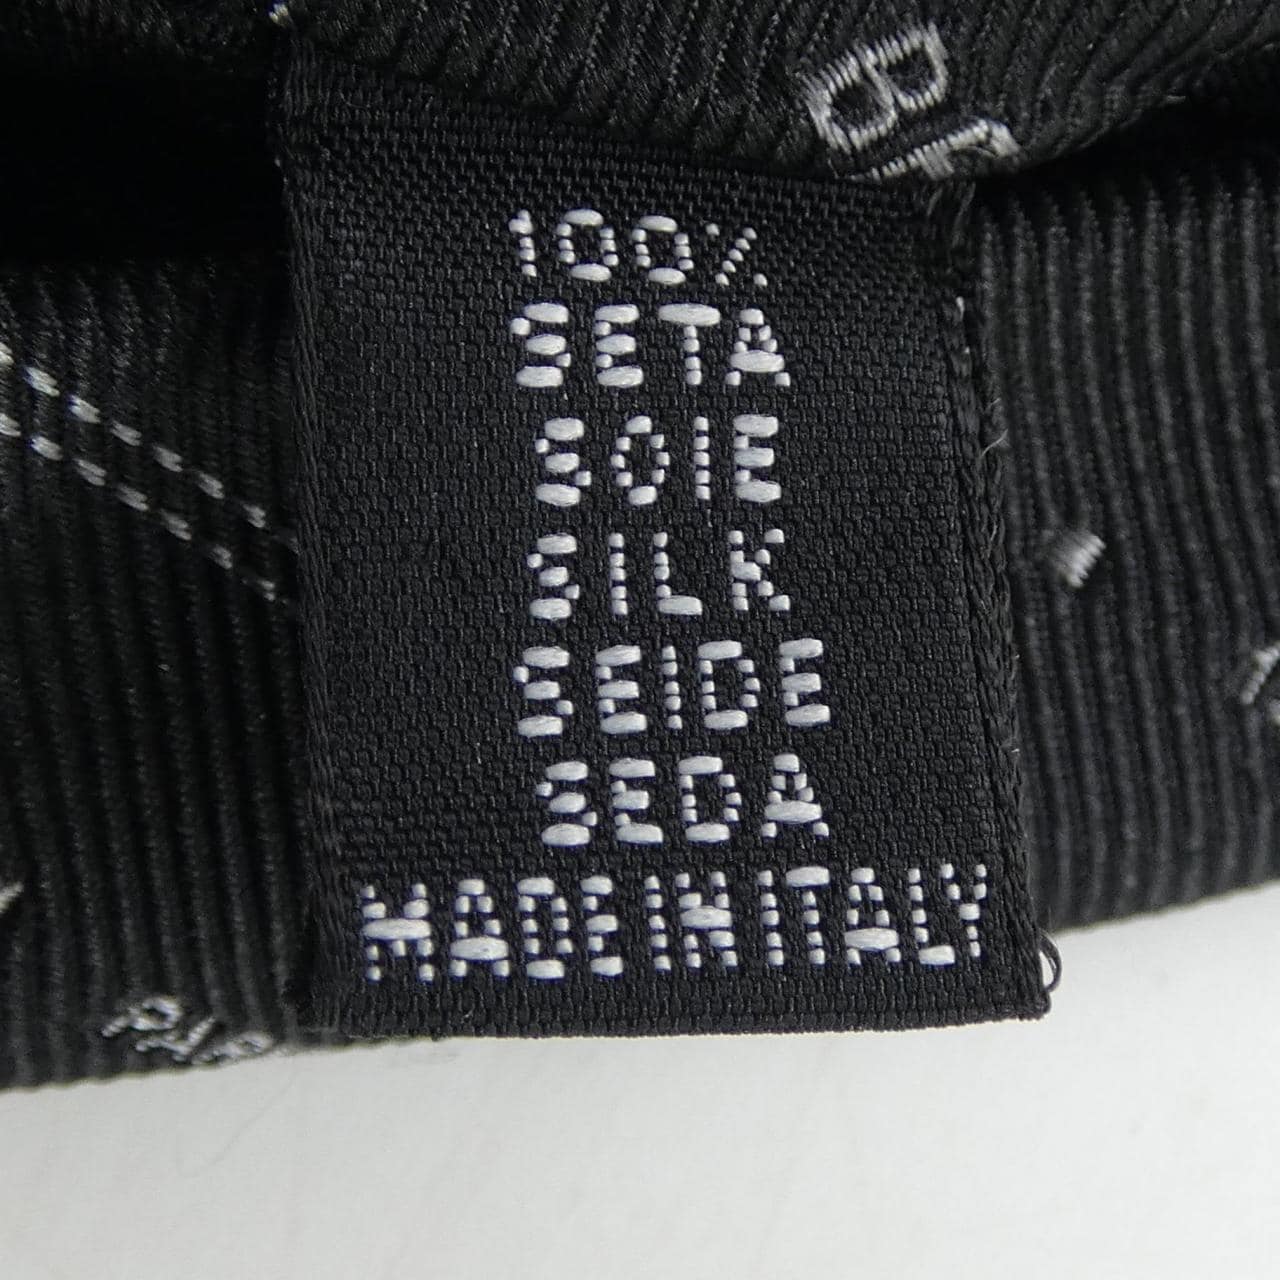 100%
SETA
SOIE
SILK
SEIDE
SEDA
MADE IN ITALY